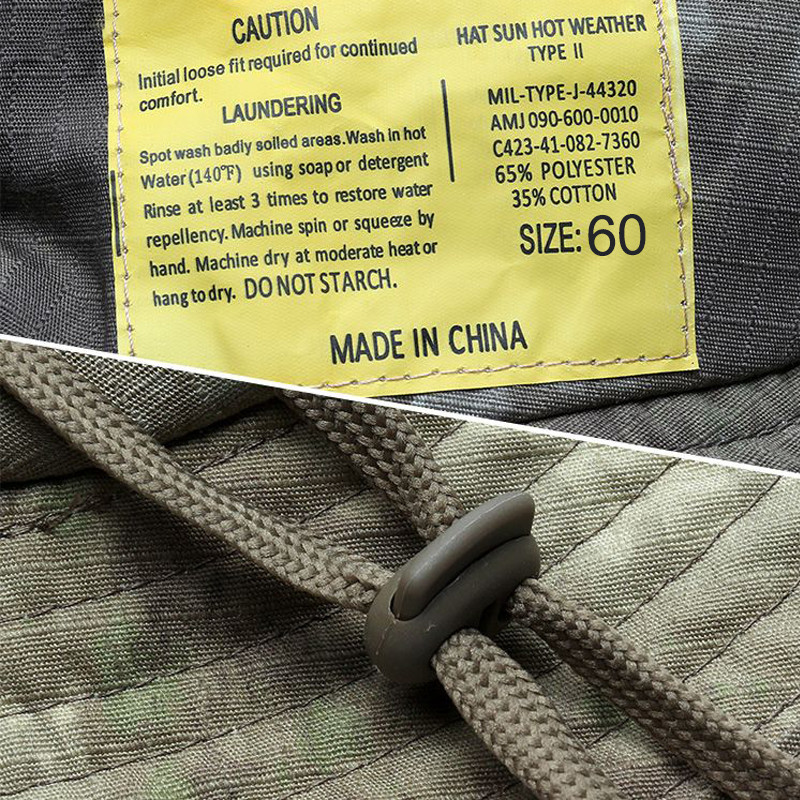 CAUTION
Initial loose fit required for continued
comfort.
LAUNDERING
Spot wash badly soiled areas.Wash in hot
Water(140°F) using soap or detergent
Rinse at least 3 times to restore water
repellency. Machine spin or squeeze by
hand. Machine dry at moderate heat or
hang to dry. DO NOT STARCH.
HAT SUN HOT WEATHER
TYPE II
MIL-TYPE-J-44320
AMJ 090-600-0010
C423-41-082-7360
65% POLYESTER
35% COTTON
SIZE: 60
MADE IN CHINA